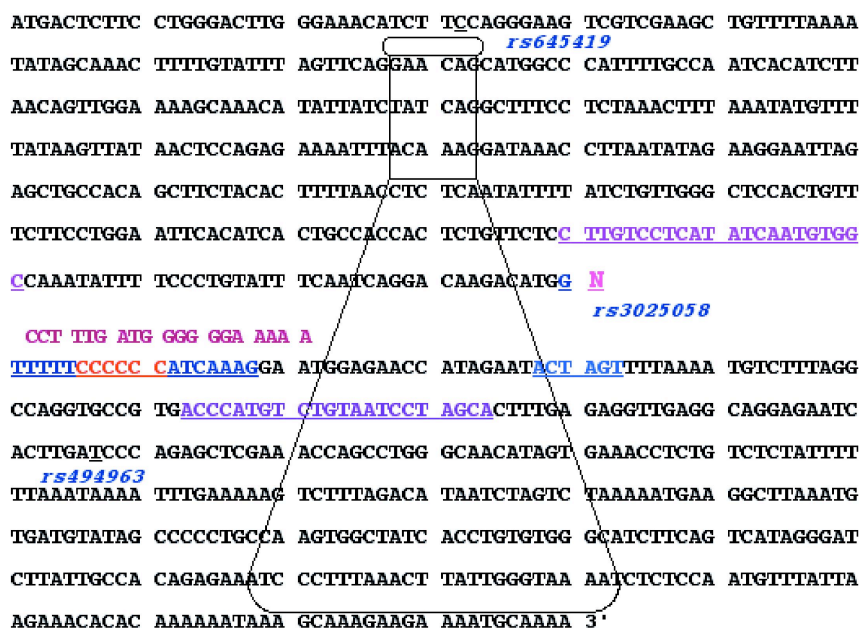 ATGACTCTTC CCTGGGACTTG GGAAACATCTT TCCAGGGAAG TCGTCGAAGC TGTTTTAAAA
rs645419
TATAGCAAAC TTTTGTATTT AGTTCAGGAA CAGCATGGCC CATTTTGCCA ATCACATCTT
AACAGTTGGA AAAGCAAACA TATTATCTAT CAGGCTTTCC TCTAAACTTT AAATATGTTT
TATAAGTTAT AACTCCAGAG AAAATTTACA AAGGATAAAC CTTAATATAG AAGGAATTAG
AGCTGCCACA GCTTCTACAC TTTTAACCTC TCAATATTTT ATCTGTTGGG CTCCACTGTT
TCTTCCTGGA ATTCACATCA CTGCCACCAC TCTGTTCTCC TTGTCCTCAT ATCAATGTGG
CCAAATATTT TCCCTGTATT TCAATCAGGA CAAGACATGG N
rs3025058
CCT TTG ATG GGG GGA AAA A
TTTTTCCCCC CATCAAAGGA ATGGAGAACC ATAGAATACT AGTTTTAAAA TGTCTTTAGG
CCAGGTGCCG TGACCCATGT CTGTAATCCT AGCACTTTGA GAGGTTGAGG CAGGAGAATC
ACTTGATCCC AGAGCTCGAA ACCAGCCTGG GCAACATAGT GAAACCTCTG TCTCTATTTT
rs494963
TTAAATAAAA TTTGAAAAAG TCTTTAGACA TAATCTAGTC TAAAAATGAA GGCTTAAATG
TGATGTATAG CCCCCTGCCA AGTGGCTATC ACCTGTGTGG GCATCTTCAG TCATAGGGAT
CTTATTGCCA CAGAGAAATC CCTTTAAACT TATTGGGTAA AATCTCTCCA ATGTTTATTA
AGAAACACAC AAAAAATAAA GCAAAGAAGA AAATGCAAAA 3'